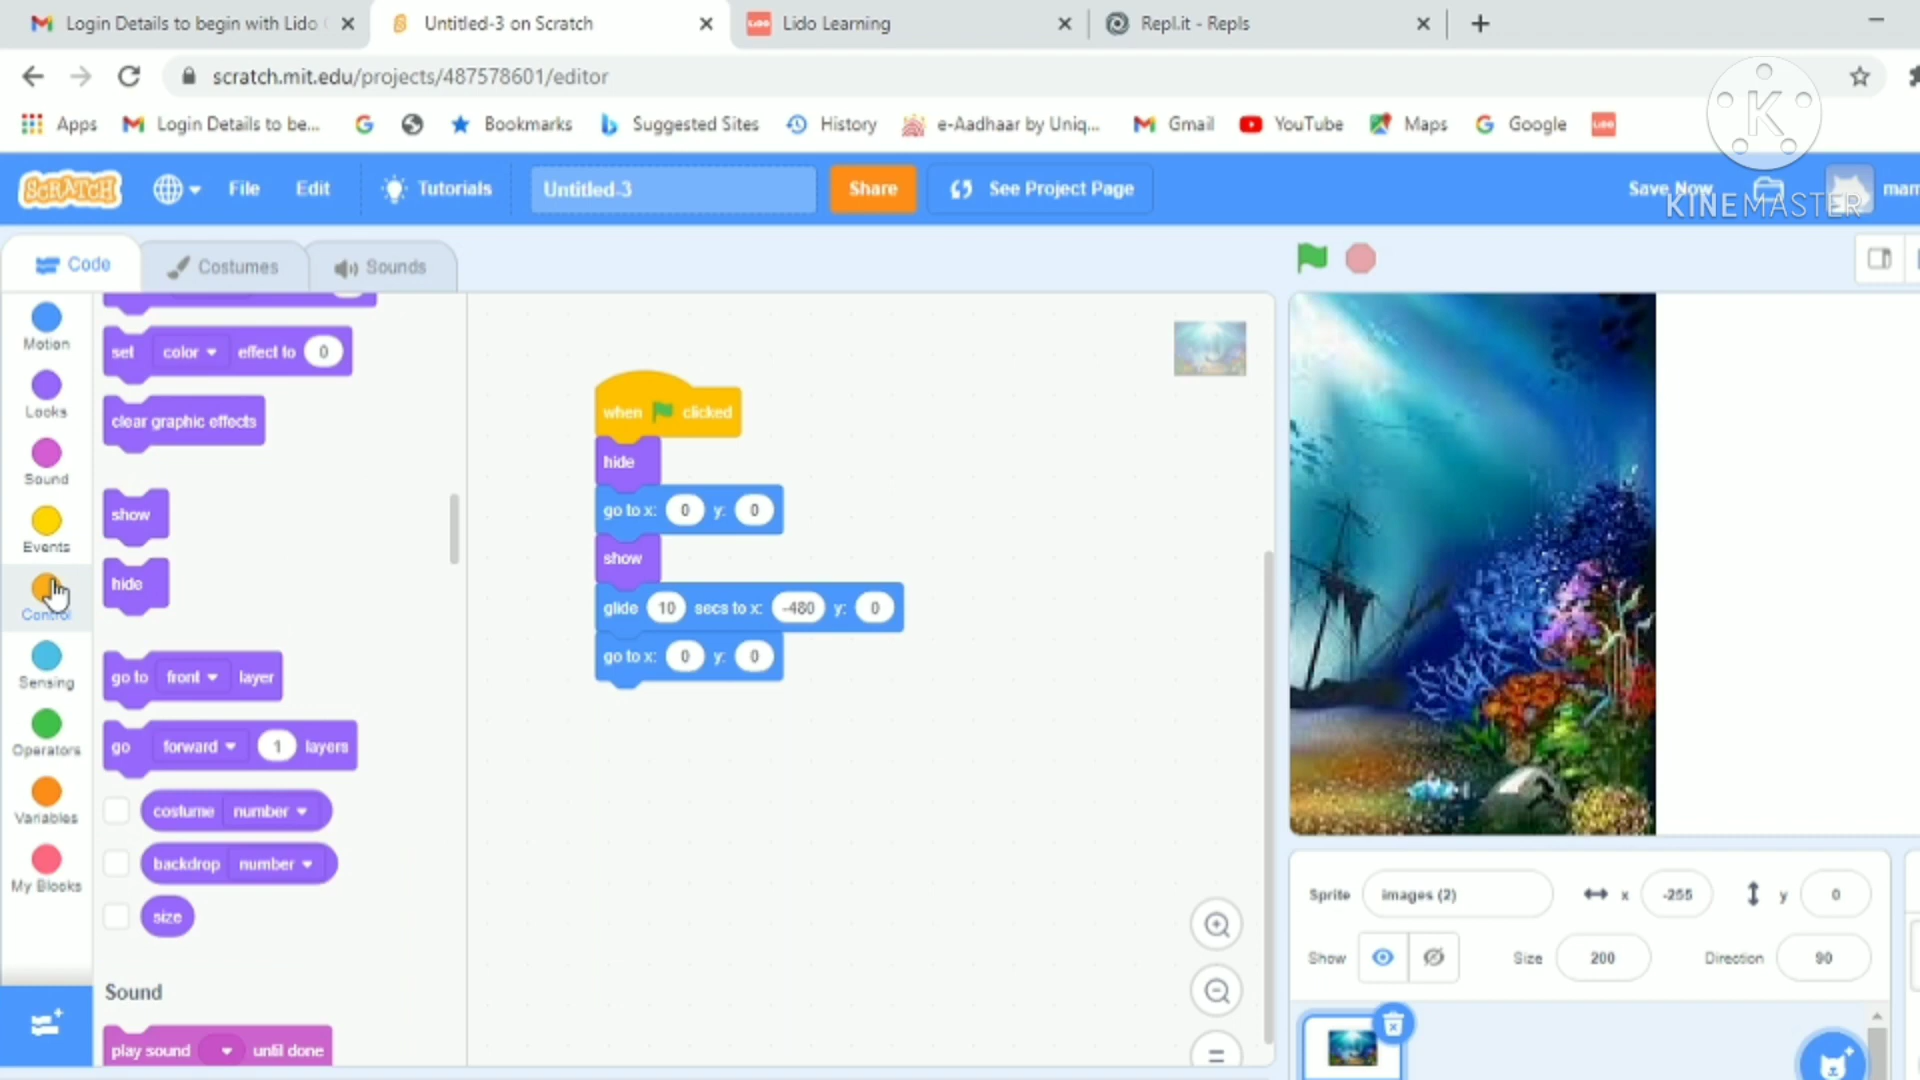 Login Details to begin with Lido
Untitled-3 on Scratch
LIDO
Lido Learning
Repl.it - Repls
scratch.mit.edu/projects/487578601/editor
Apps
Login Details to be...
Bookmarks
Suggested Sites
History
e-Aadhaar by Uniq...
Gmail
YouTube
Maps
Google
K
SCRATCH
File
Edit
Tutorials
Untitled-3
Share
See Project Page
Save Now
KINEMASTER
Code
Costumes
Sounds
Motion
Looks
Sound
Events
Control
Sensing
Operators
Variables
My Blocks
set color effect to 0
clear graphic effects
show
hide
go to front layer
go forward 1 layers
costume number
backdrop number
size
Sound
play sound until done
when clicked
hide
go to x: 0 y: 0
show
glide 10 secs to x: -480 y: 0
go to x: 0 y: 0
Sprite images (2) x -255 y 0
Show Size 200 Direction 90